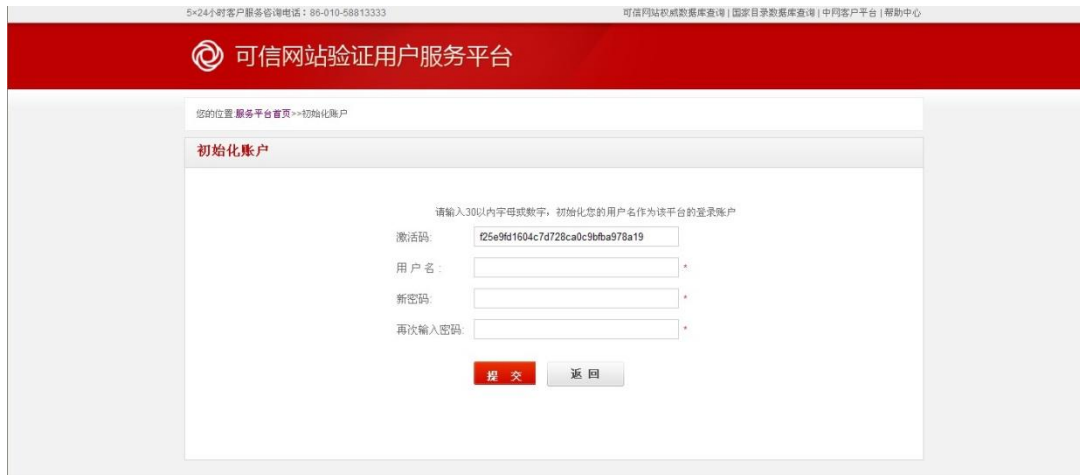 5×24小时客户服务咨询电话：86-010-58813333 可信网站权威数据库查询 | 国家目录数据库查询 | 中网客户平台 | 帮助中心
可信网站验证用户服务平台
您的位置:服务平台首页>>初始化账户
初始化账户
请输入30以内字母或数字，初始化您的用户名作为该平台的登录账户
激活码: f25e9fd1604c7d728ca0c9bfba978a19
用 户 名 : *
新密码: *
再次输入密码: *
提 交 返 回